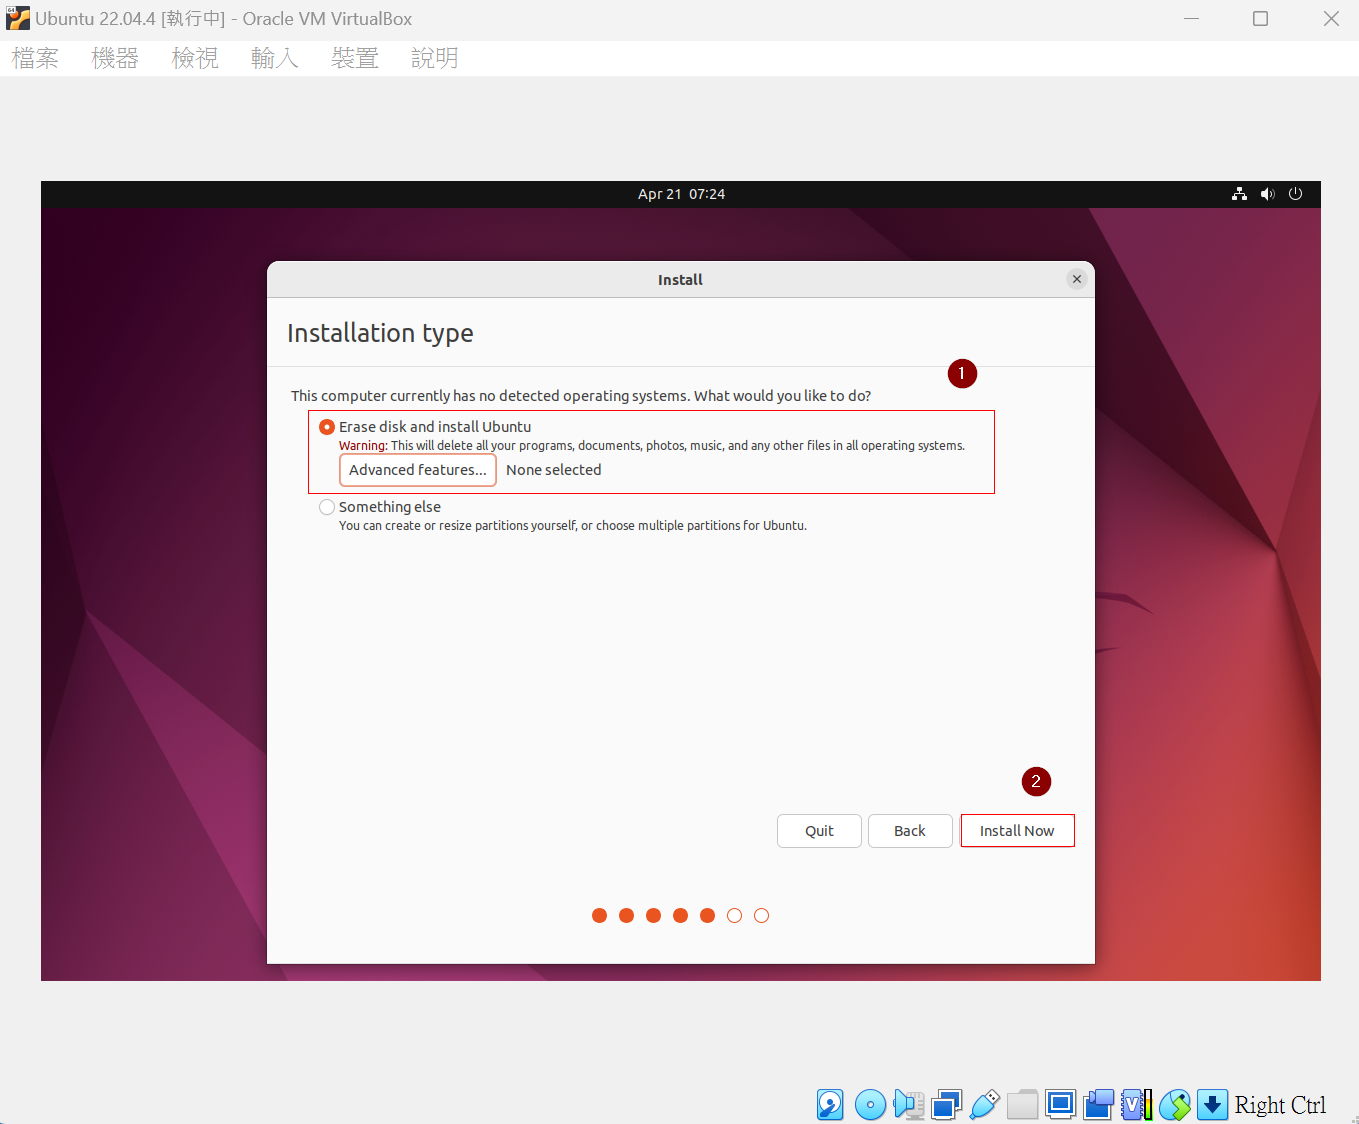 Ubuntu 22.04.4 [執行中] - Oracle VM VirtualBox
檔案 機器 檢視 輸入 裝置 說明
Apr 21 07:24
Install
Installation type
1
This computer currently has no detected operating systems. What would you like to do?
Erase disk and install Ubuntu
Warning: This will delete all your programs, documents, photos, music, and any other files in all operating systems.
Advanced features... None selected
Something else
You can create or resize partitions yourself, or choose multiple partitions for Ubuntu.
2
Quit Back Install Now
Right Ctrl